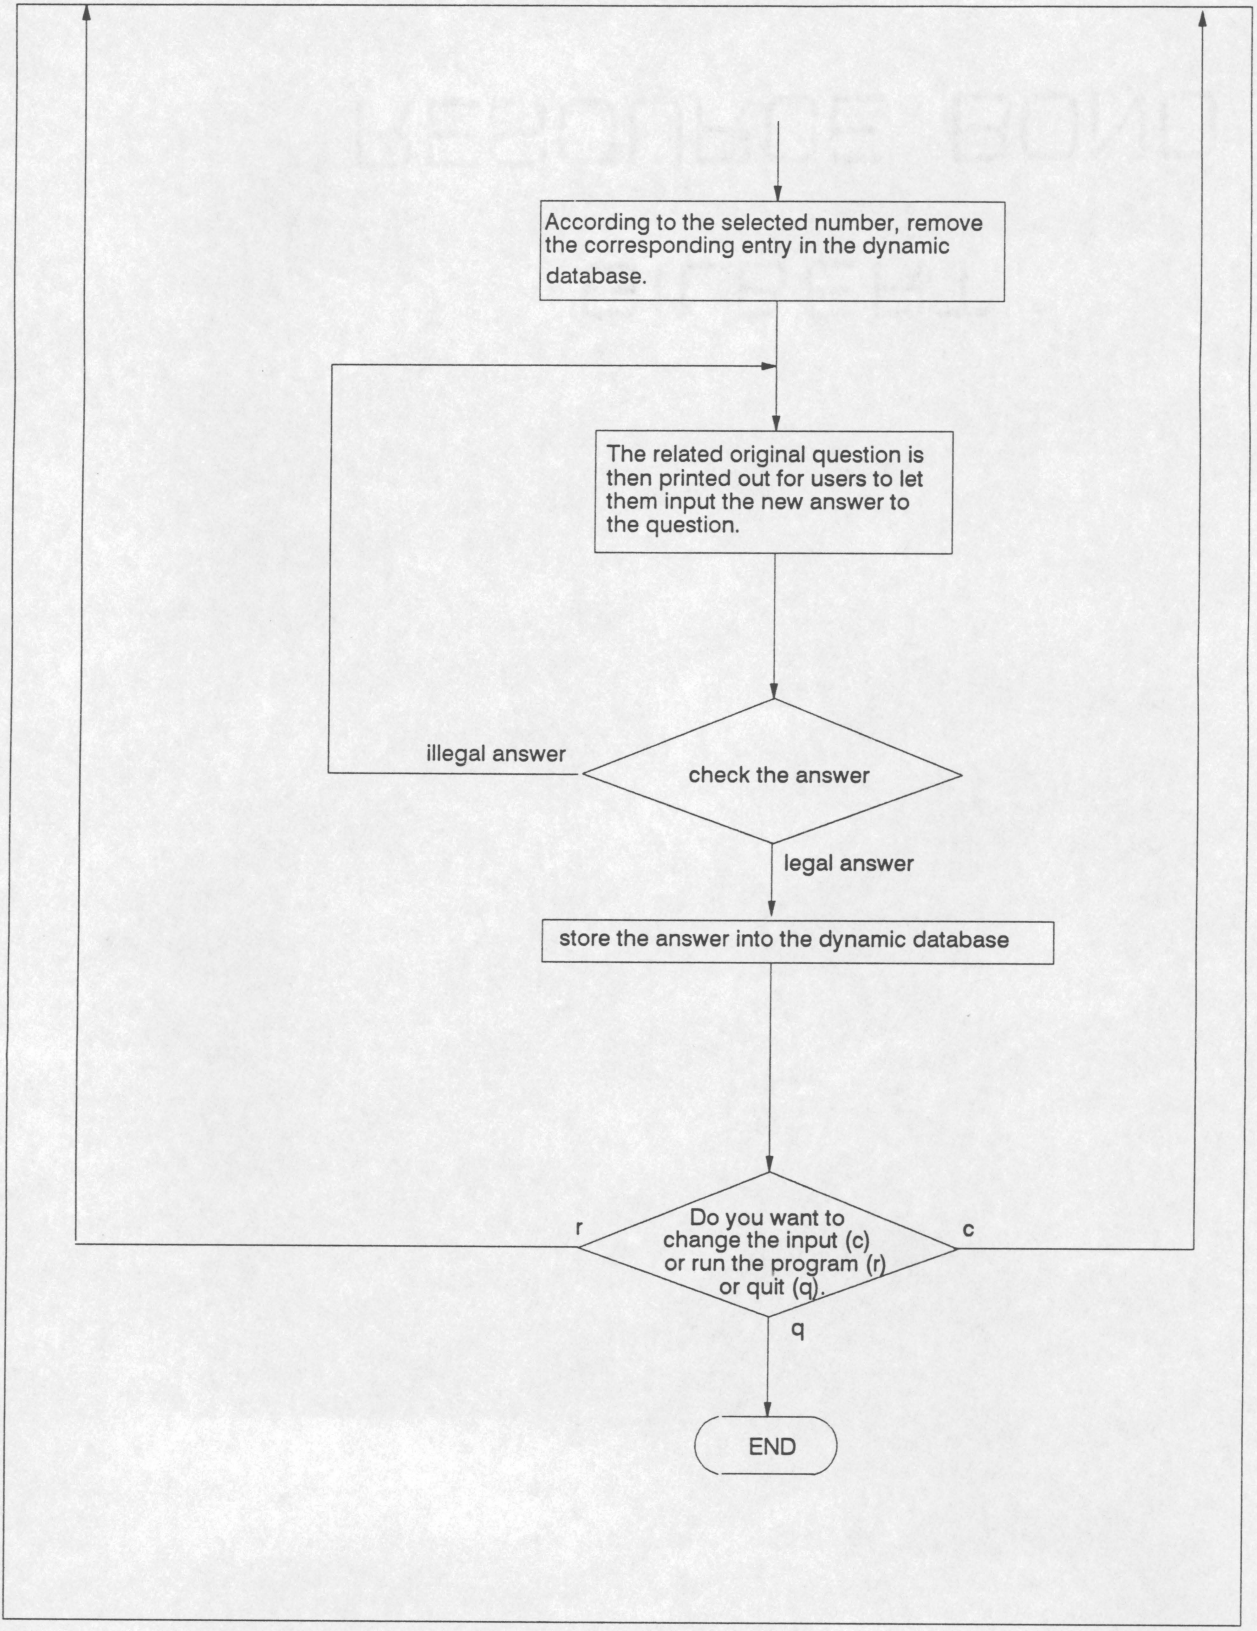 According to the selected number, remove
the corresponding entry in the dynamic
database.
The related original question is
then printed out for users to let
them input the new answer to
the question.
illegal answer
check the answer
legal answer
store the answer into the dynamic database
r
Do you want to
change the input (c)
or run the program (r)
or quit (q).
c
q
END